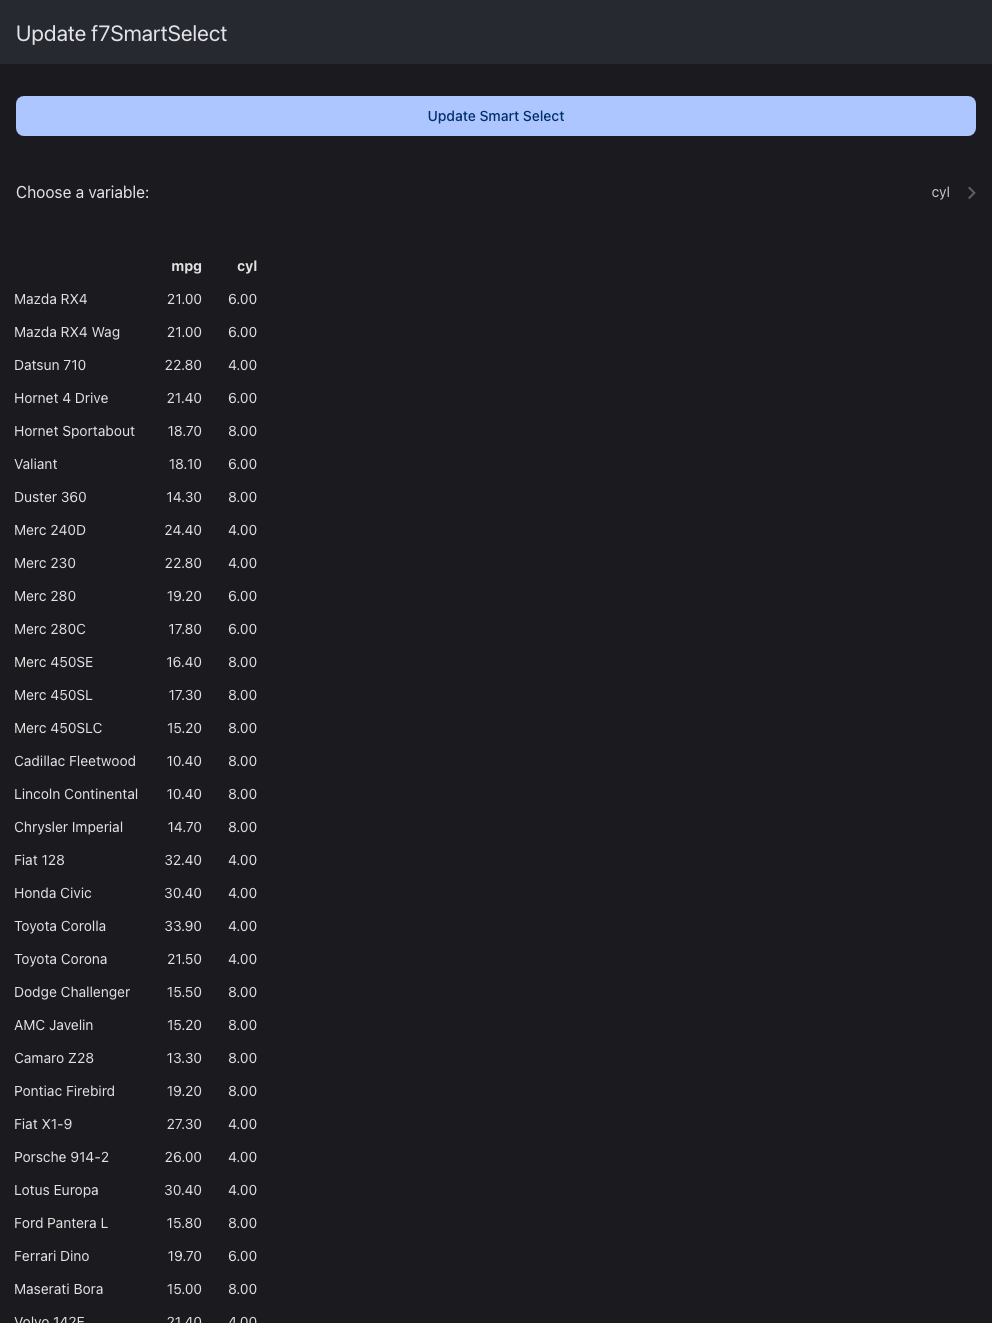 Update f7SmartSelect
Update Smart Select
Choose a variable: cyl
mpg cyl
Mazda RX4 21.00 6.00
Mazda RX4 Wag 21.00 6.00
Datsun 710 22.80 4.00
Hornet 4 Drive 21.40 6.00
Hornet Sportabout 18.70 8.00
Valiant 18.10 6.00
Duster 360 14.30 8.00
Merc 240D 24.40 4.00
Merc 230 22.80 4.00
Merc 280 19.20 6.00
Merc 280C 17.80 6.00
Merc 450SE 16.40 8.00
Merc 450SL 17.30 8.00
Merc 450SLC 15.20 8.00
Cadillac Fleetwood 10.40 8.00
Lincoln Continental 10.40 8.00
Chrysler Imperial 14.70 8.00
Fiat 128 32.40 4.00
Honda Civic 30.40 4.00
Toyota Corolla 33.90 4.00
Toyota Corona 21.50 4.00
Dodge Challenger 15.50 8.00
AMC Javelin 15.20 8.00
Camaro Z28 13.30 8.00
Pontiac Firebird 19.20 8.00
Fiat X1-9 27.30 4.00
Porsche 914-2 26.00 4.00
Lotus Europa 30.40 4.00
Ford Pantera L 15.80 8.00
Ferrari Dino 19.70 6.00
Maserati Bora 15.00 8.00
Volvo 142E 21.40 4.00